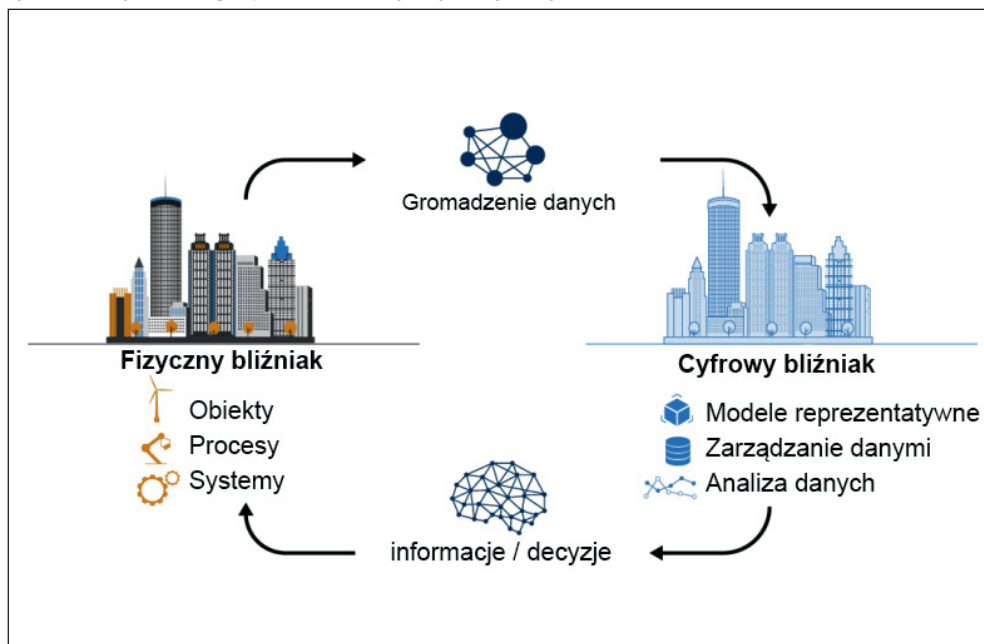 Gromadzenie danych
Fizyczny bliźniak
Obiekty
Procesy
Systemy
Cyfrowy bliźniak
Modele reprezentatywne
Zarządzanie danymi
Analiza danych
informacje / decyzje